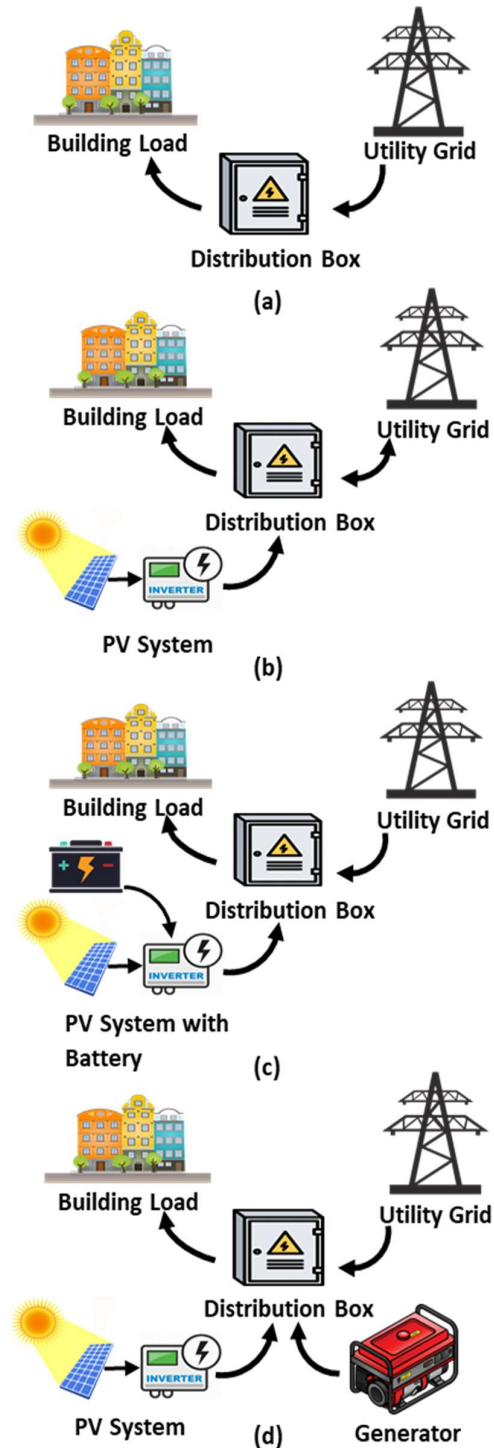 Building Load
Utility Grid
Distribution Box
(a)
Building Load
Utility Grid
Distribution Box
INVERTER
PV System
(b)
Building Load
Utility Grid
+ -
Distribution Box
INVERTER
PV System with
Battery
(c)
Building Load
Utility Grid
Distribution Box
INVERTER
PV System
Generator
(d)